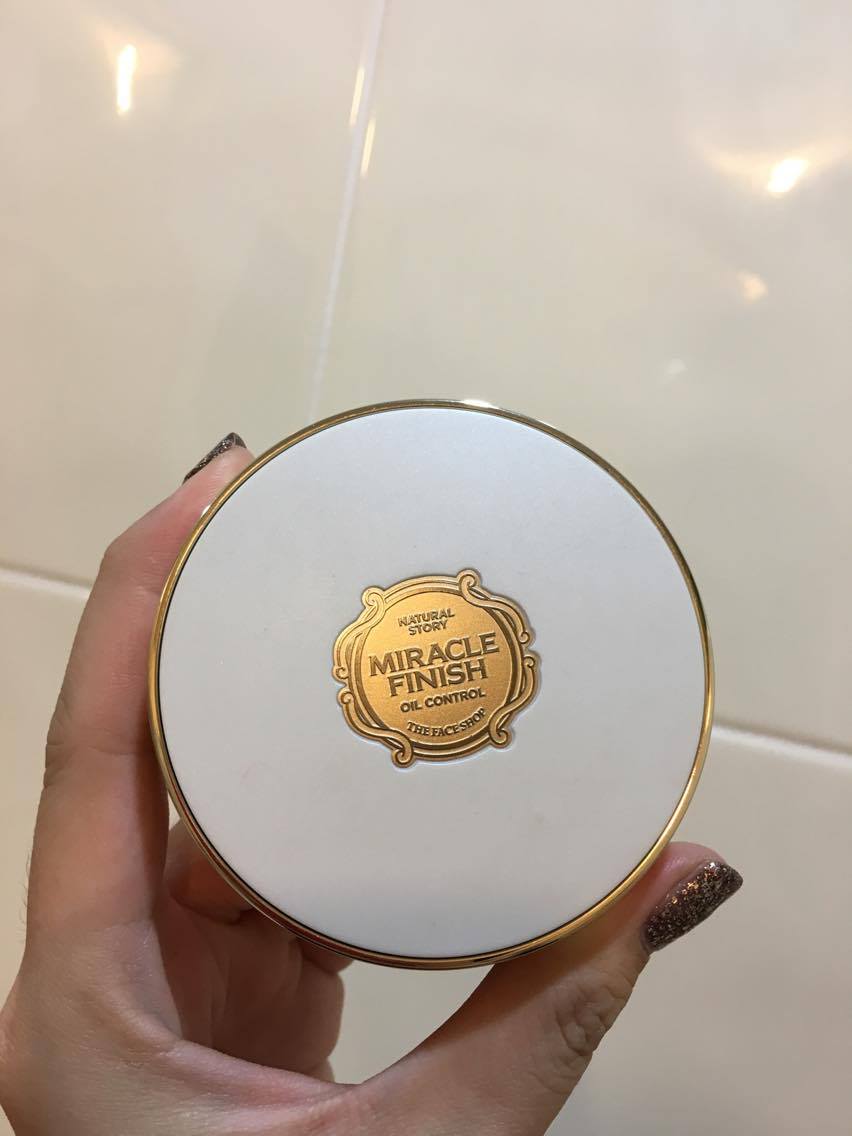 NATURAL
STORY
MIRACLE
FINISH
OIL CONTROL
THE FACE SHOP